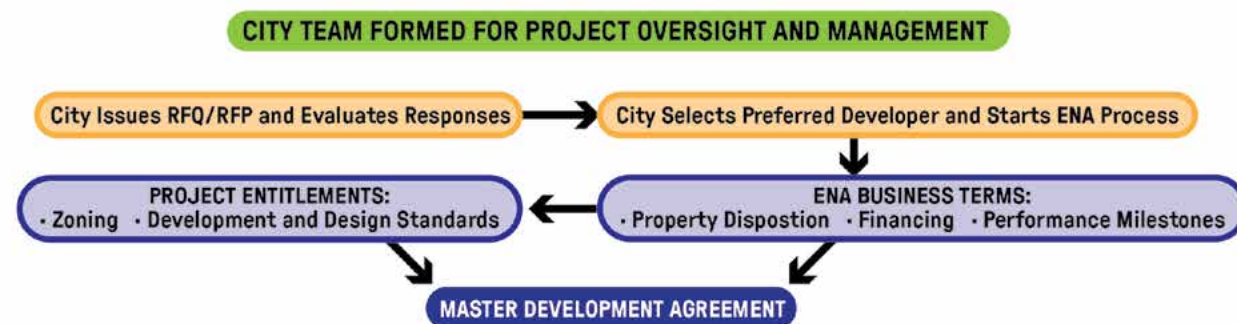 CITY TEAM FORMED FOR PROJECT OVERSIGHT AND MANAGEMENT
City Issues RFQ/RFP and Evaluates Responses
City Selects Preferred Developer and Starts ENA Process
PROJECT ENTITLEMENTS:
· Zoning · Development and Design Standards
ENA BUSINESS TERMS:
· Property Dispostion · Financing · Performance Milestones
MASTER DEVELOPMENT AGREEMENT